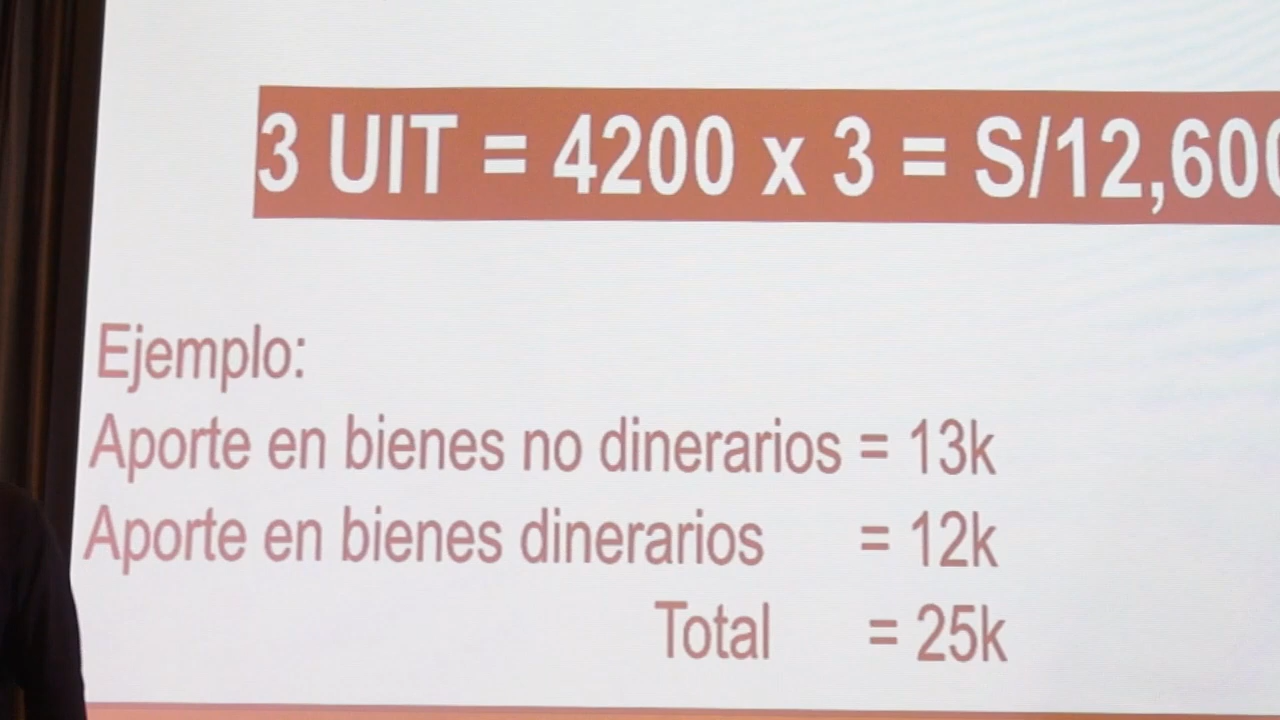 3 UIT = 4200 x 3 = S/12,600
Ejemplo:
Aporte en bienes no dinerarios = 13k
Aporte en bienes dinerarios = 12k
Total = 25k